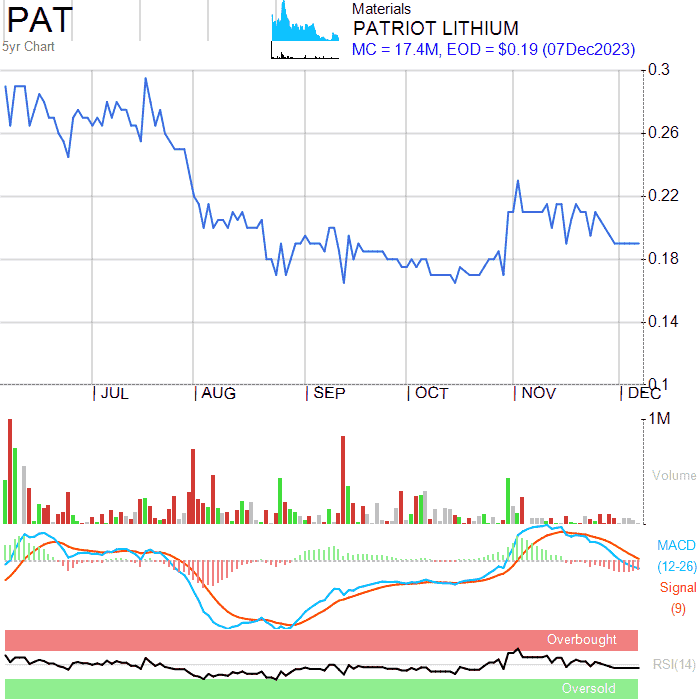 PAT
Materials
PATRIOT LITHIUM
5yr Chart
MC = 17.4M, EOD = $0.19 (07Dec2023)
0.3
0.26
0.22
0.18
0.14
0.1
JUL AUG SEP OCT NOV DEC
1M
Volume
MACD
(12-26)
Signal
(9)
Overbought
RSI(14)
Oversold